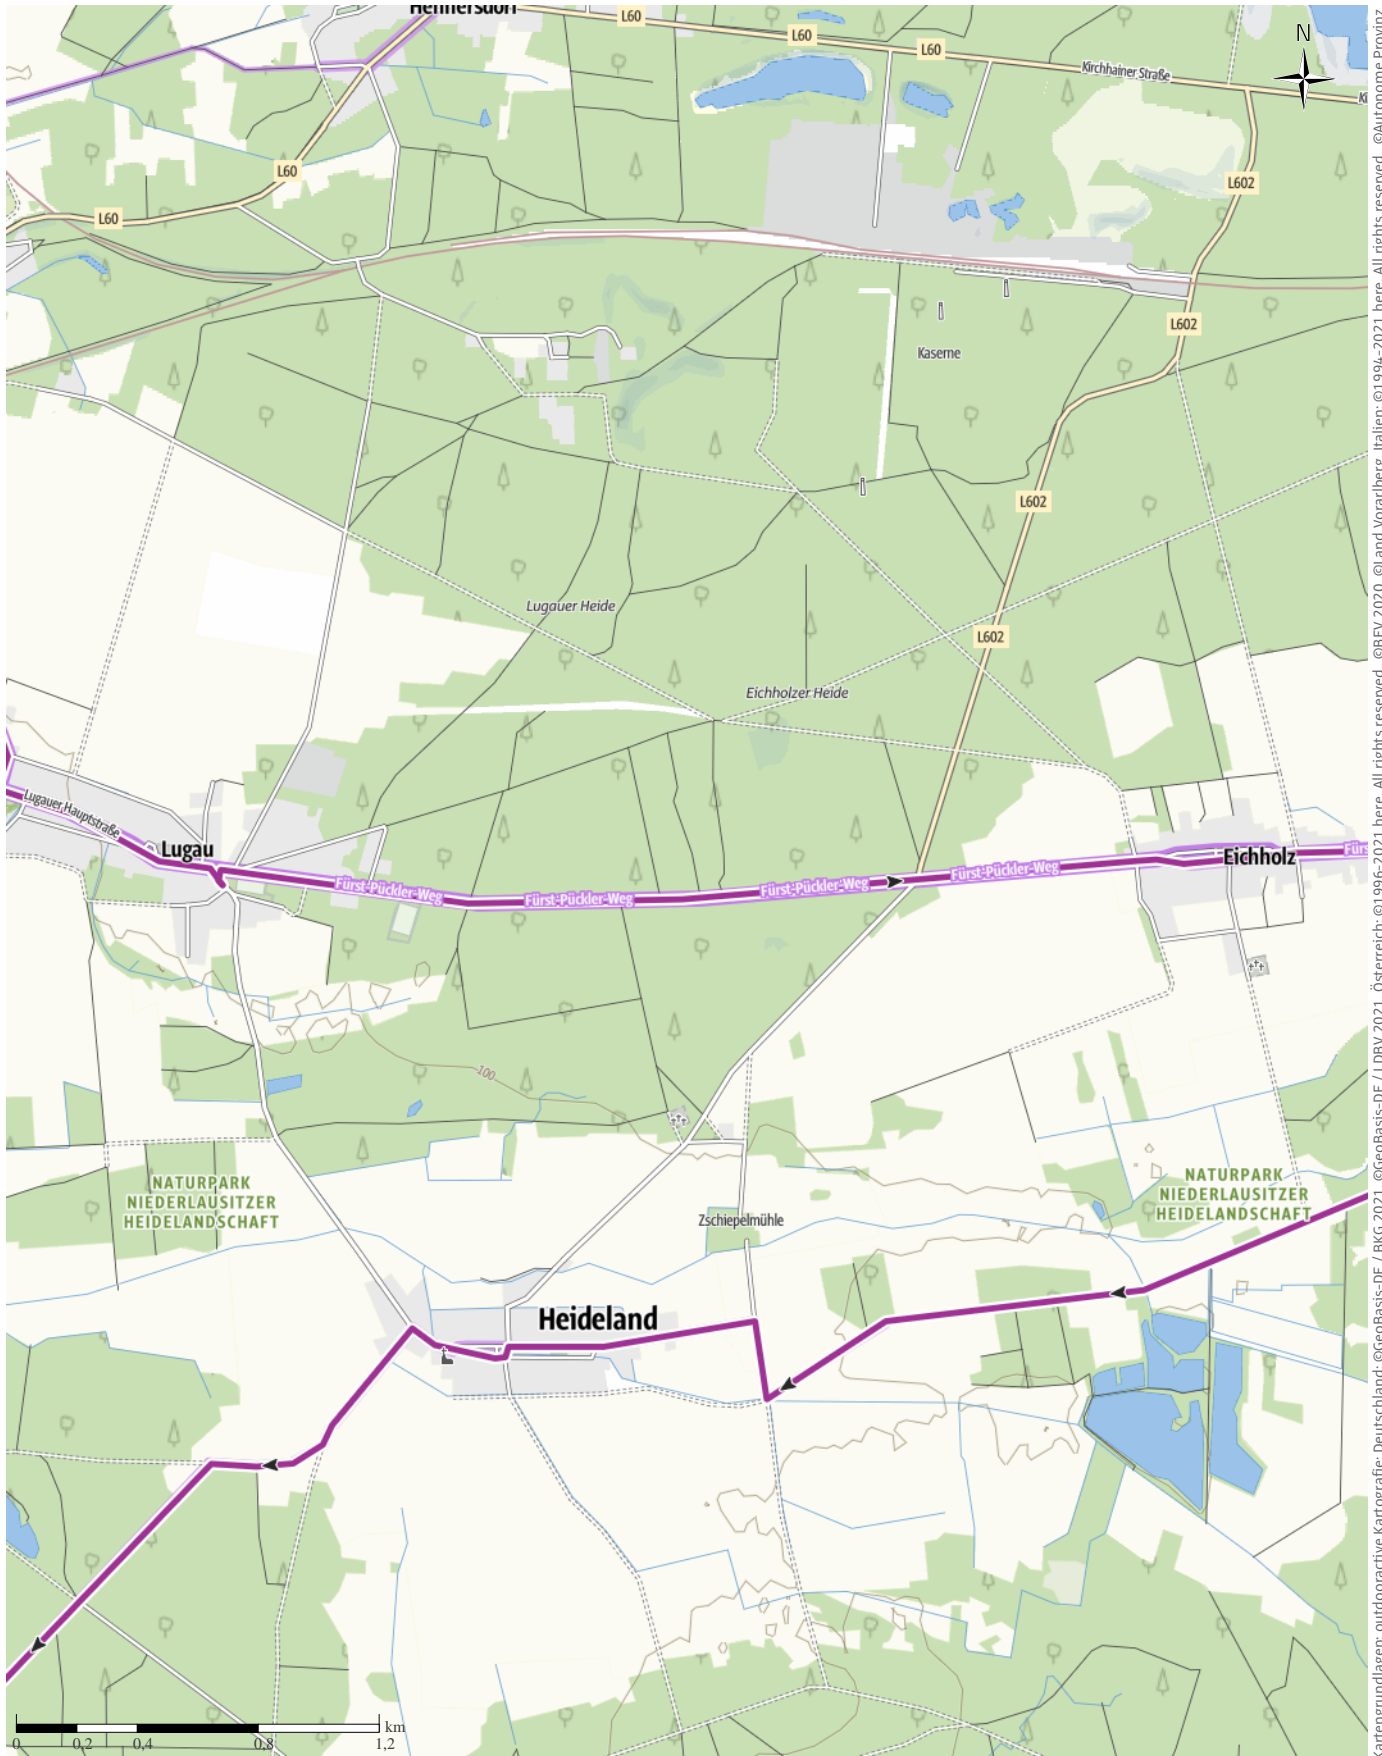 Hennersdorf
L60
L60
L60
N
Kirchhainer Straße
L60
L602
L60
L602
Kaserne
L602
Lugauer Heide
L602
Eichholzer Heide
Lugauer Hauptstraße
Lugau
Eichholz
Fürst-Pückler-Weg
Fürst-Pückler-Weg
Fürst-Pückler-Weg
Fürst-Pückler-Weg
Fürs
100
NATURPARK
NIEDERLAUSITZER
HEIDELANDSCHAFT
NATURPARK
NIEDERLAUSITZER
HEIDELANDSCHAFT
Zschiepelmühle
Heideland
km
0
0,2
0,4
0,8
1,2
Kartengrundlagen: outdooractive Kartografie; Deutschland: ©GeoBasis-DE / BKG 2021, ©GeoBasis-DE / LDBV 2021, Österreich: ©1996-2021 here. All rights reserved., ©BEV 2020, ©Land Vorarlberg, Italien: ©1994-2021 here. All rights reserved., ©Autonome Provinz